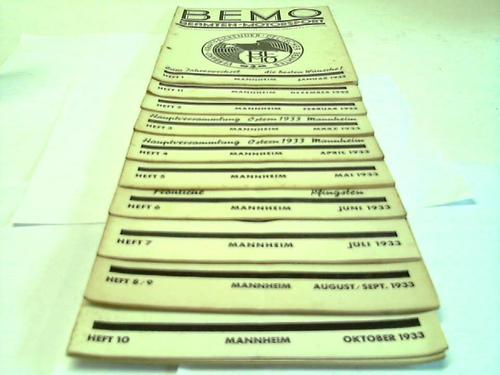 BEMO
BEAMTEN-MOTORSPORT
BE
MO
Zum Jahreswechsel die besten Wünsche!
HEFT 1 MANNHEIM JANUAR 1933
HEFT 11 MANNHEIM DEZEMBER 1932
HEFT 2 MANNHEIM FEBRUAR 1933
Hauptversammlung Ostern 1933 Mannheim
HEFT 3 MANNHEIM MÄRZ 1933
Hauptversammlung Ostern 1933 Mannheim
HEFT 4 MANNHEIM APRIL 1933
HEFT 5 MANNHEIM MAI 1933
Pfingsten
HEFT 6 MANNHEIM JUNI 1933
HEFT 7 MANNHEIM JULI 1933
HEFT 8/9 MANNHEIM AUGUST/SEPT. 1933
HEFT 10 MANNHEIM OKTOBER 1933